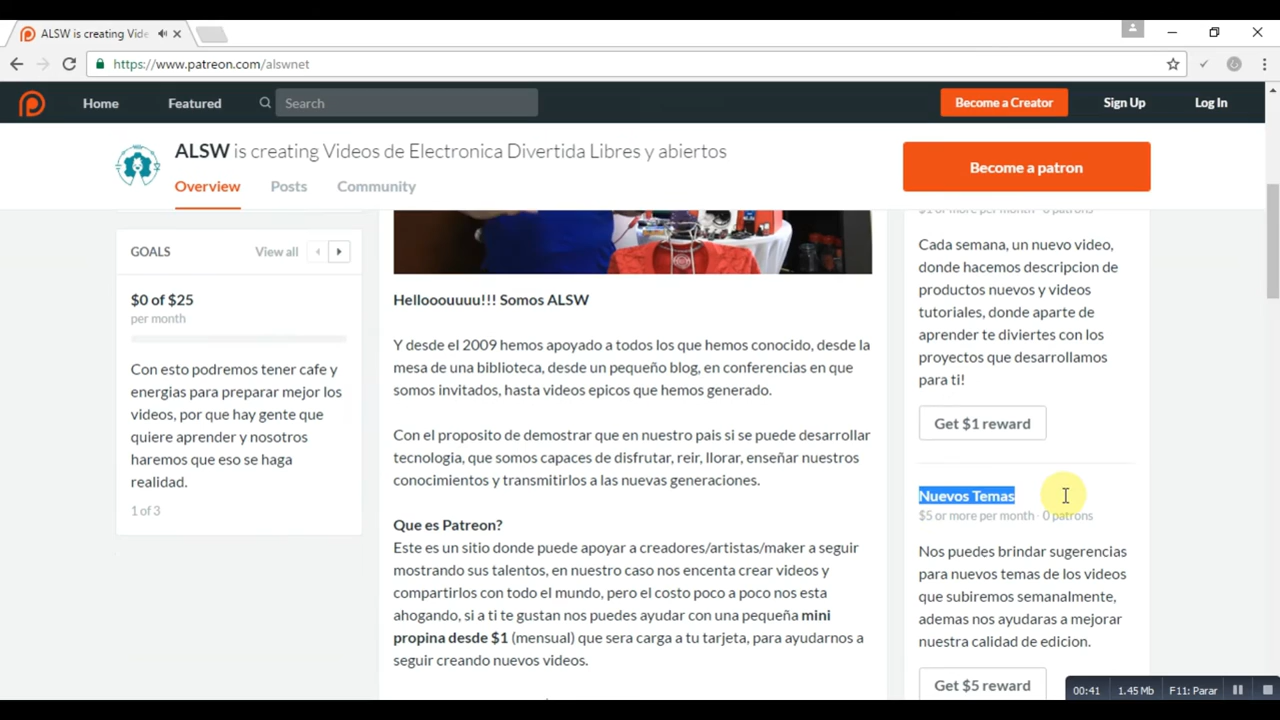 ALSW is creating Vide
https://www.patreon.com/alswnet
Home
Featured
Search
Become a Creator
Sign Up
Log In
ALSW is creating Videos de Electronica Divertida Libres y abiertos
Overview
Posts
Community
Become a patron
GOALS
View all
$0 of $25
per month
Con esto podremos tener cafe y
energias para preparar mejor los
videos, por que hay gente que
quiere aprender y nosotros
haremos que eso se haga
realidad.
1 of 3
Hellooouuuu!!! Somos ALSW
Y desde el 2009 hemos apoyado a todos los que hemos conocido, desde la
mesa de una biblioteca, desde un pequeño blog, en conferencias en que
somos invitados, hasta videos epicos que hemos generado.
Con el proposito de demostrar que en nuestro pais si se puede desarrollar
tecnologia, que somos capaces de disfrutar, reir, llorar, enseñar nuestros
conocimientos y transmitirlos a las nuevas generaciones.
Que es Patreon?
Este es un sitio donde puede apoyar a creadores/artistas/maker a seguir
mostrando sus talentos, en nuestro caso nos encenta crear videos y
compartirlos con todo el mundo, pero el costo poco a poco nos esta
ahogando, si a ti te gustan nos puedes ayudar con una pequeña mini
propina desde $1 (mensual) que sera carga a tu tarjeta, para ayudarnos a
seguir creando nuevos videos.
$1 or more per month · 0 patrons
Cada semana, un nuevo video,
donde hacemos descripcion de
productos nuevos y videos
tutoriales, donde aparte de
aprender te diviertes con los
proyectos que desarrollamos
para ti!
Get $1 reward
Nuevos Temas
$5 or more per month · 0 patrons
Nos puedes brindar sugerencias
para nuevos temas de los videos
que subiremos semanalmente,
ademas nos ayudaras a mejorar
nuestra calidad de edicion.
Get $5 reward
00:41
1.45 Mb
F11: Parar